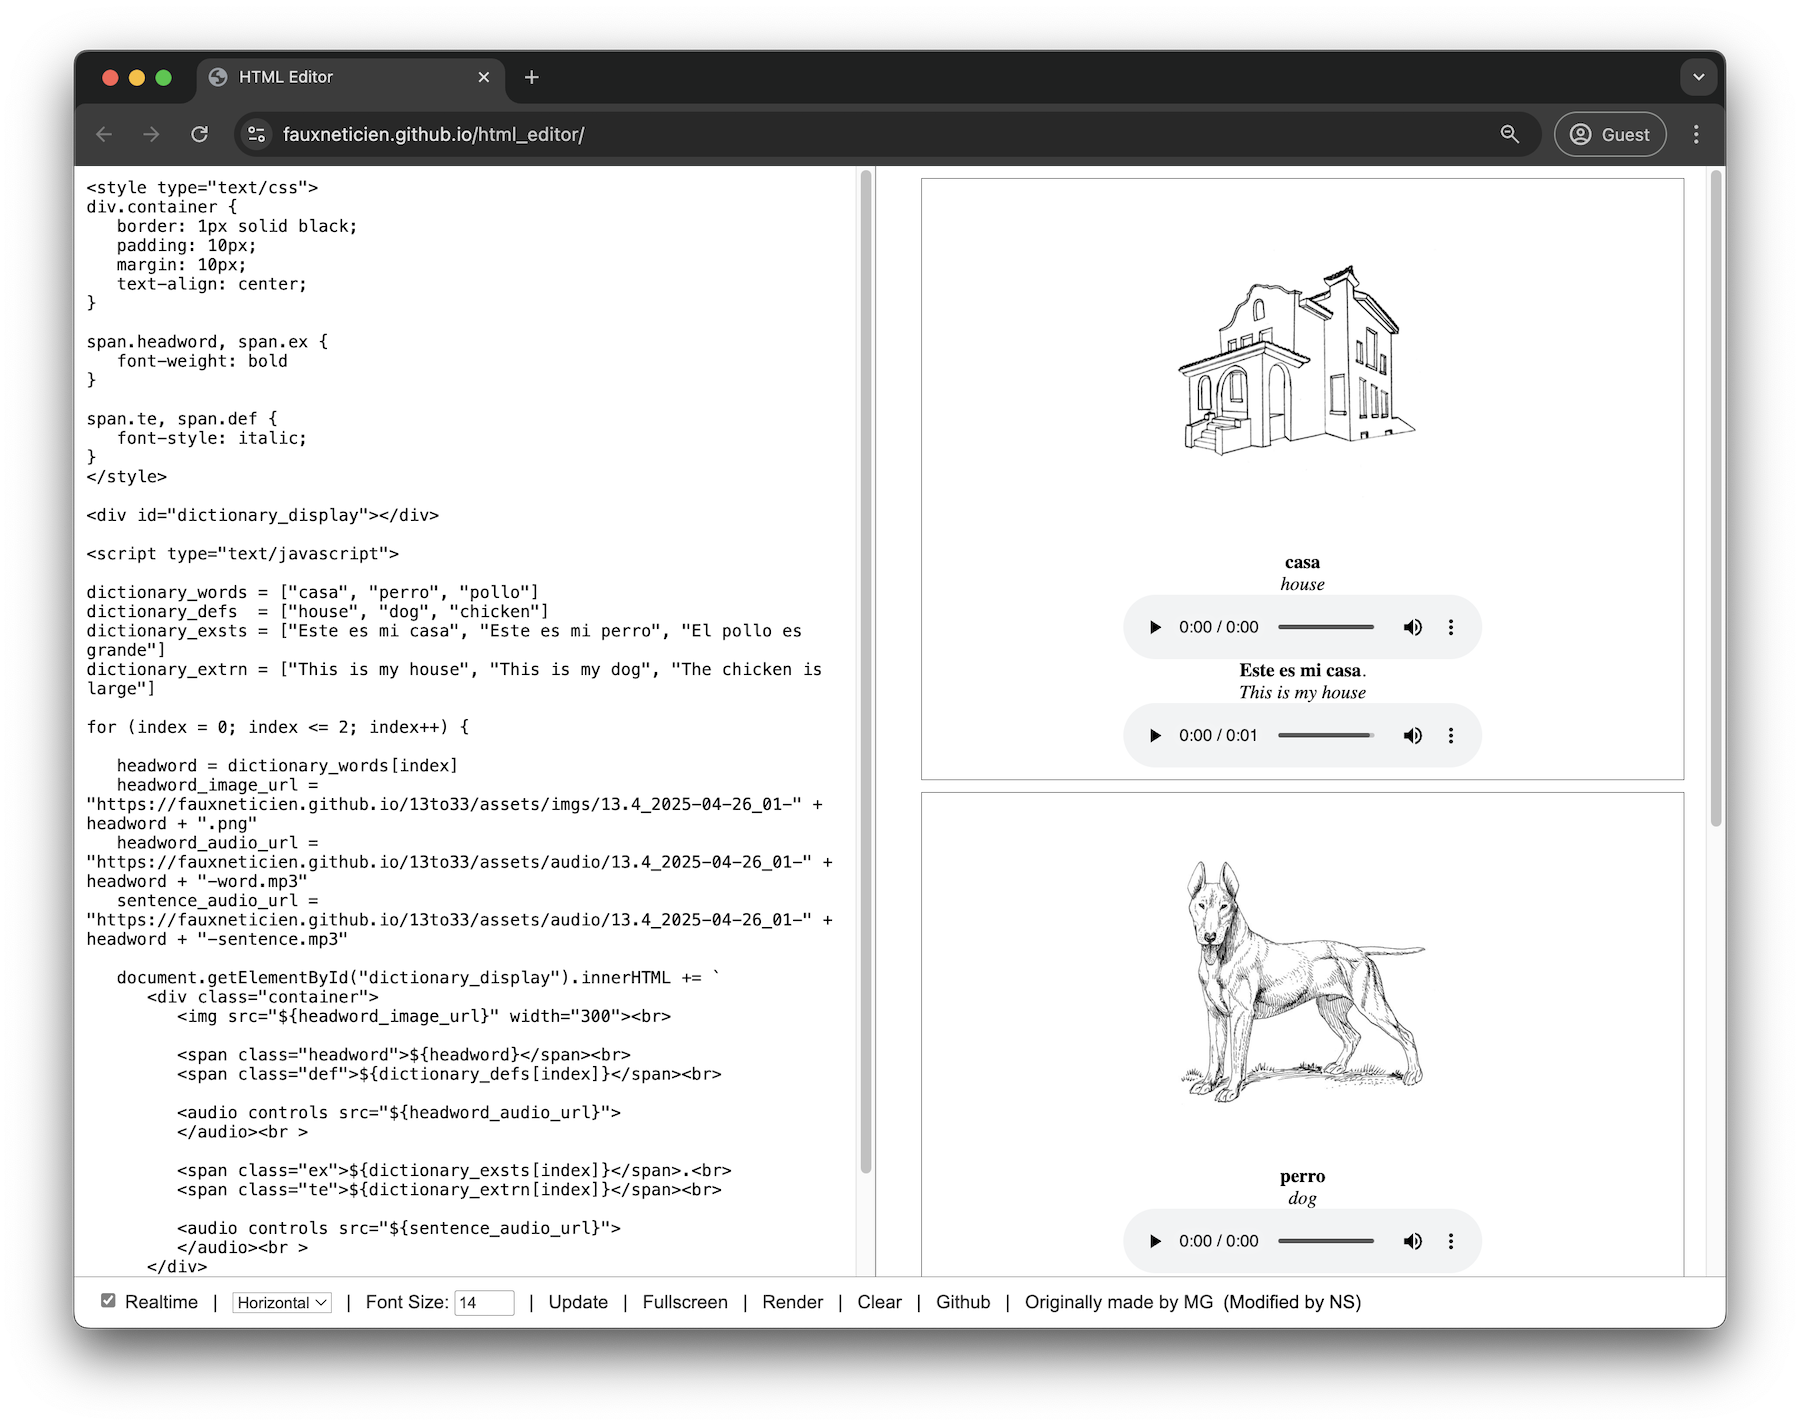 HTML Editor
fauxneticien.github.io/html_editor/
Guest
<style type="text/css">
div.container {
   border: 1px solid black;
   padding: 10px;
   margin: 10px;
   text-align: center;
}
span.headword, span.ex {
   font-weight: bold
}
span.te, span.def {
   font-style: italic;
}
</style>
<div id="dictionary_display"></div>
<script type="text/javascript">
dictionary_words = ["casa", "perro", "pollo"]
dictionary_defs  = ["house", "dog", "chicken"]
dictionary_exsts = ["Este es mi casa", "Este es mi perro", "El pollo es
grande"]
dictionary_extrn = ["This is my house", "This is my dog", "The chicken is
large"]
for (index = 0; index <= 2; index++) {
   headword = dictionary_words[index]
   headword_image_url =
"https://fauxneticien.github.io/13to33/assets/imgs/13.4_2025-04-26_01-" +
headword + ".png"
   headword_audio_url =
"https://fauxneticien.github.io/13to33/assets/audio/13.4_2025-04-26_01-" +
headword + "-word.mp3"
   sentence_audio_url =
"https://fauxneticien.github.io/13to33/assets/audio/13.4_2025-04-26_01-" +
headword + "-sentence.mp3"
   document.getElementById("dictionary_display").innerHTML += `
      <div class="container">
         <img src="${headword_image_url}" width="300"><br>
         <span class="headword">${headword}</span><br>
         <span class="def">${dictionary_defs[index]}</span><br>
         <audio controls src="${headword_audio_url}">
         </audio><br >
         <span class="ex">${dictionary_exsts[index]}</span>.<br>
         <span class="te">${dictionary_extrn[index]}</span><br>
         <audio controls src="${sentence_audio_url}">
         </audio><br >
      </div>
casa
house
0:00 / 0:00
Este es mi casa.
This is my house
0:00 / 0:01
perro
dog
0:00 / 0:00
Realtime | Horizontal | Font Size: 14 | Update | Fullscreen | Render | Clear | Github | Originally made by MG (Modified by NS)